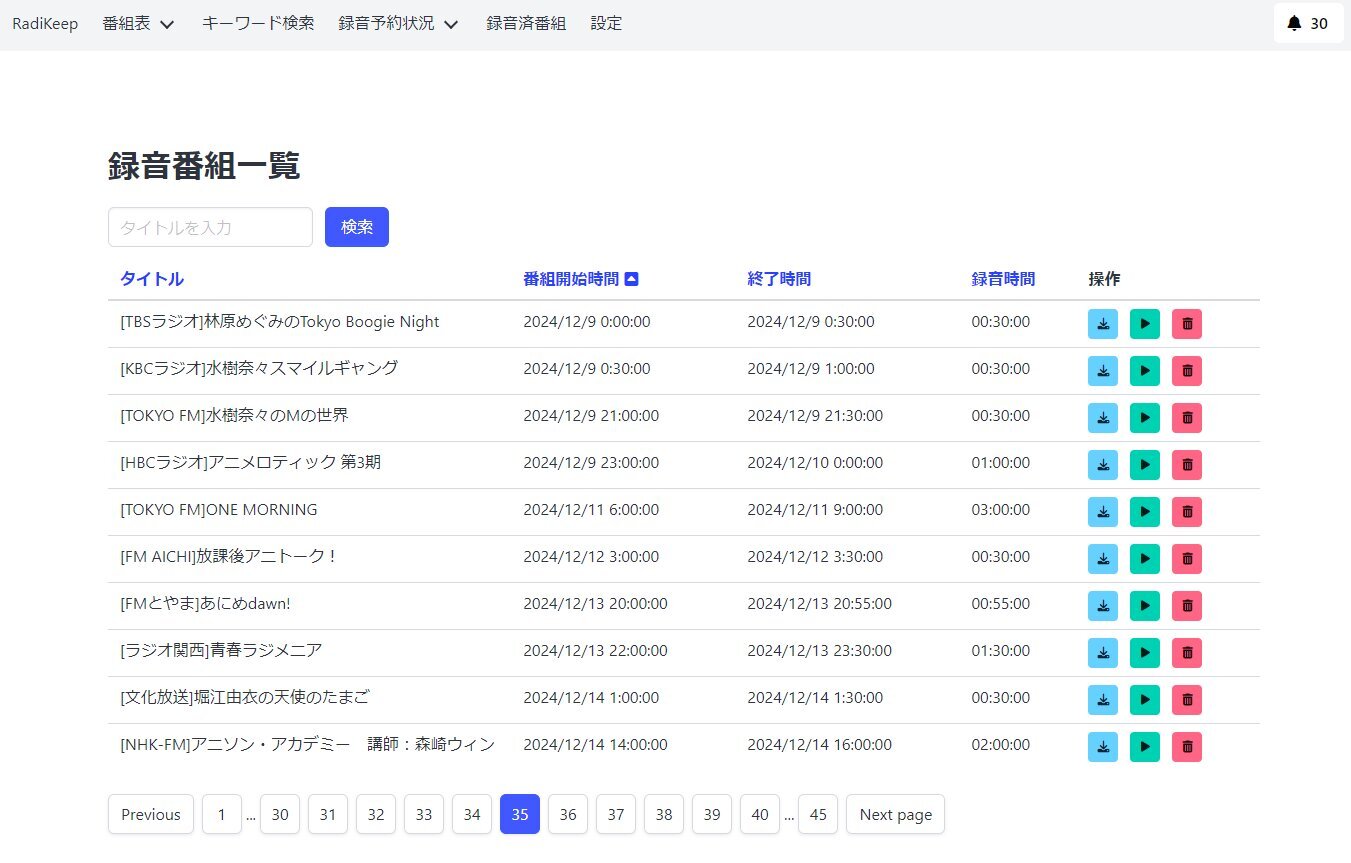 RadiKeep 番組表 キーワード検索 録音予約状況 録音済番組 設定 30
録音番組一覧
タイトルを入力 検索
タイトル 番組開始時間 終了時間 録音時間 操作
[TBSラジオ]林原めぐみのTokyo Boogie Night 2024/12/9 0:00:00 2024/12/9 0:30:00 00:30:00
[KBCラジオ]水樹奈々スマイルギャング 2024/12/9 0:30:00 2024/12/9 1:00:00 00:30:00
[TOKYO FM]水樹奈々のMの世界 2024/12/9 21:00:00 2024/12/9 21:30:00 00:30:00
[HBCラジオ]アニメロティック 第3期 2024/12/9 23:00:00 2024/12/10 0:00:00 01:00:00
[TOKYO FM]ONE MORNING 2024/12/11 6:00:00 2024/12/11 9:00:00 03:00:00
[FM AICHI]放課後アニトーク！ 2024/12/12 3:00:00 2024/12/12 3:30:00 00:30:00
[FMとやま]あにめdawn! 2024/12/13 20:00:00 2024/12/13 20:55:00 00:55:00
[ラジオ関西]青春ラジメニア 2024/12/13 22:00:00 2024/12/13 23:30:00 01:30:00
[文化放送]堀江由衣の天使のたまご 2024/12/14 1:00:00 2024/12/14 1:30:00 00:30:00
[NHK-FM]アニソン・アカデミー　講師：森崎ウィン 2024/12/14 14:00:00 2024/12/14 16:00:00 02:00:00
Previous 1 ... 30 31 32 33 34 35 36 37 38 39 40 ... 45 Next page